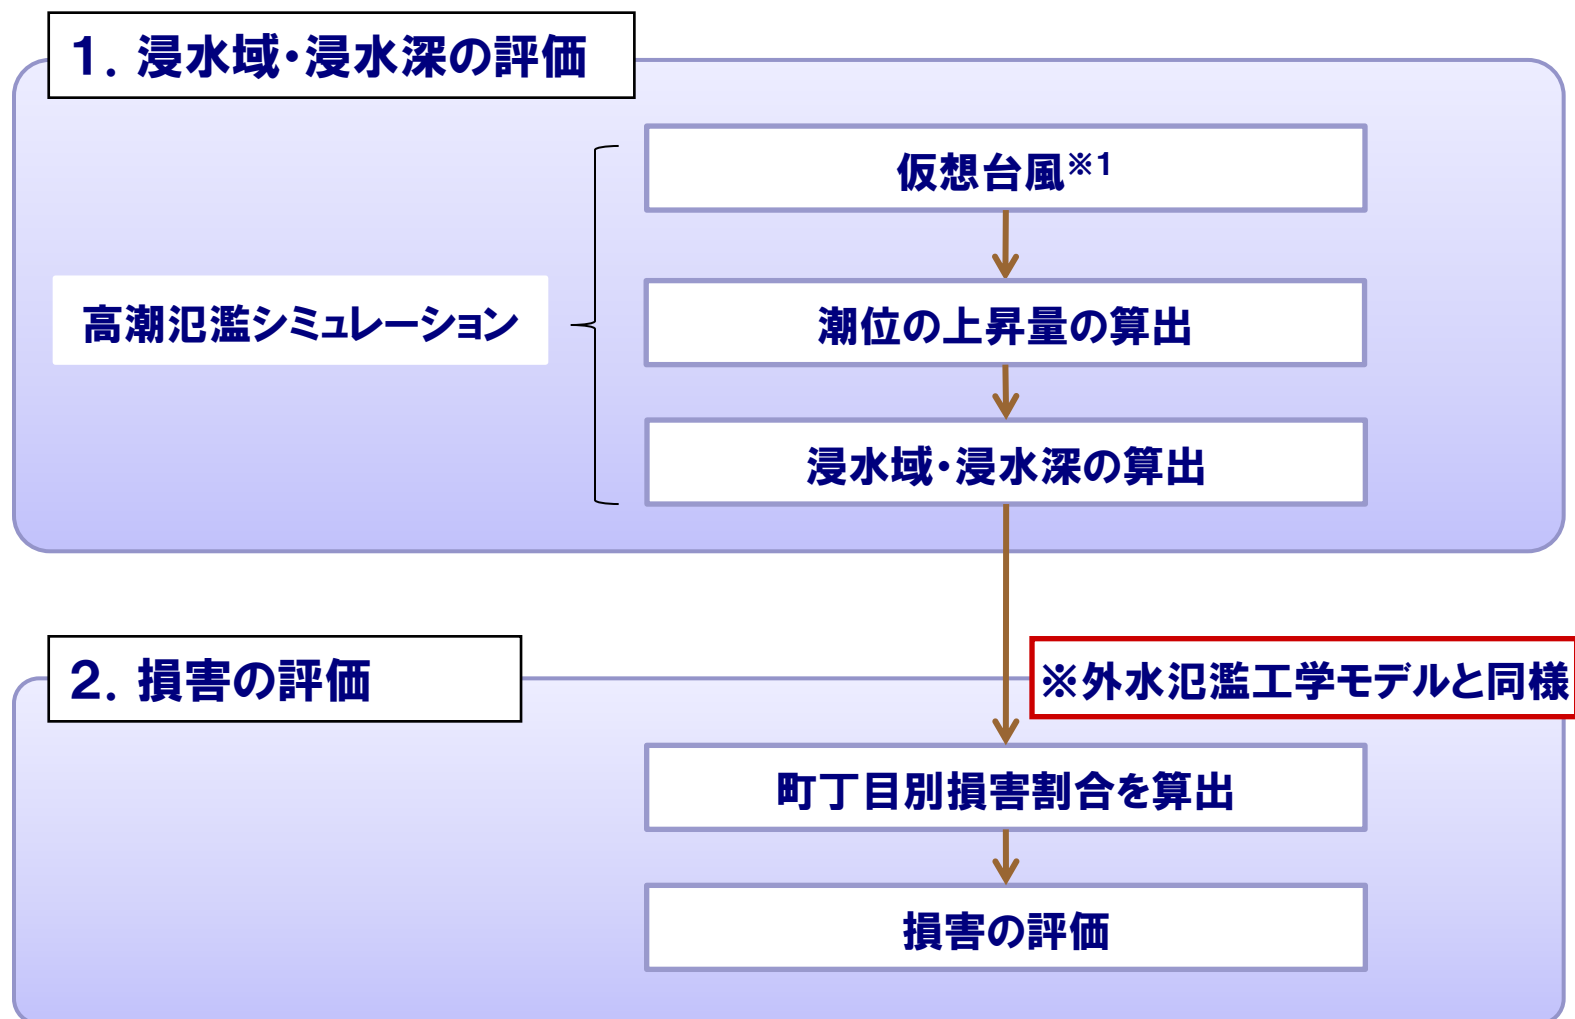 1. 浸水域・浸水深の評価
仮想台風※1
高潮氾濫シミュレーション
潮位の上昇量の算出
浸水域・浸水深の算出
2. 損害の評価
※外水氾濫工学モデルと同様
町丁目別損害割合を算出
損害の評価